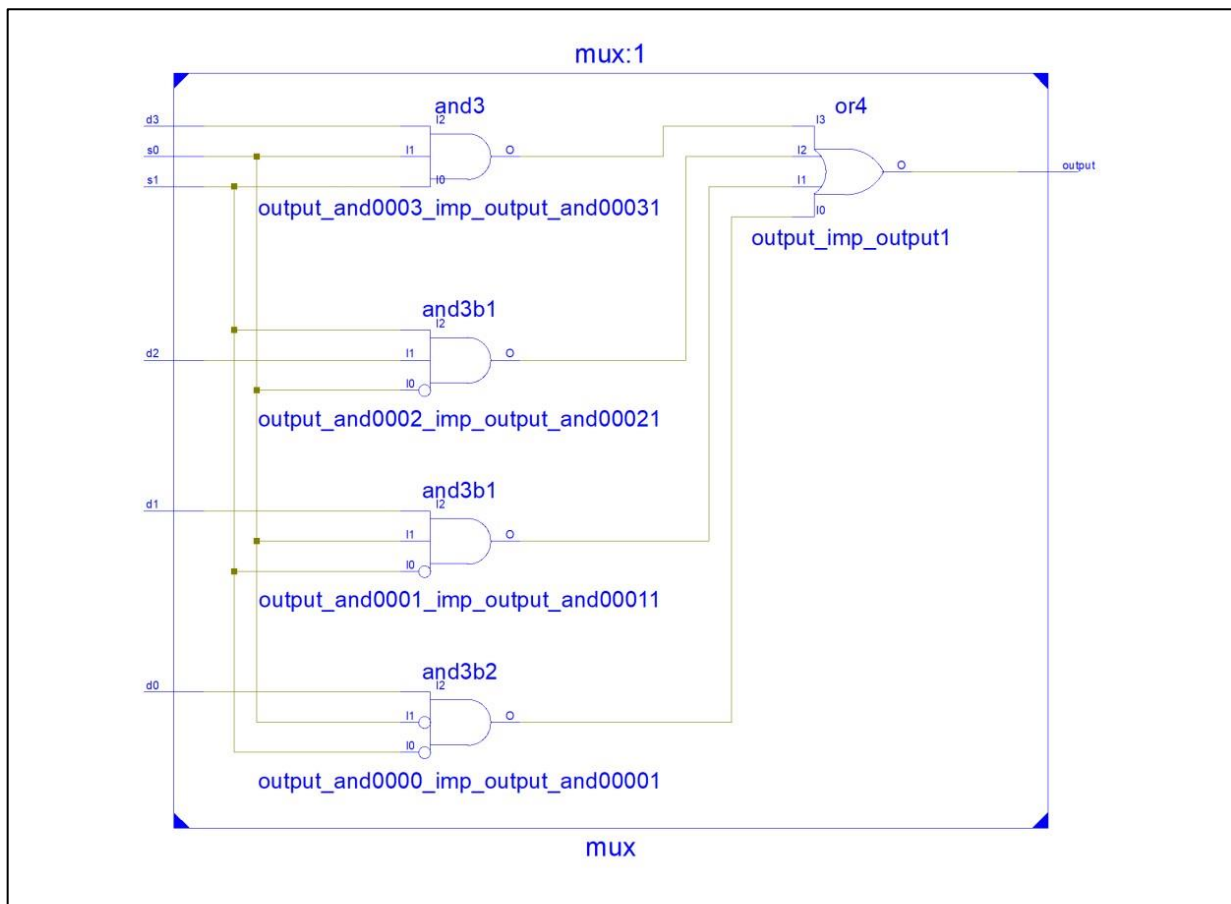 mux:1
and3
or4
d3
I2
I3
s0
I1
O
I2
s1
I0
I1
O
output
output_and0003_imp_output_and00031
I0
output_imp_output1
and3b1
I2
d2
I1
O
I0
output_and0002_imp_output_and00021
and3b1
d1
I2
I1
O
I0
output_and0001_imp_output_and00011
and3b2
d0
I2
I1
O
I0
output_and0000_imp_output_and00001
mux